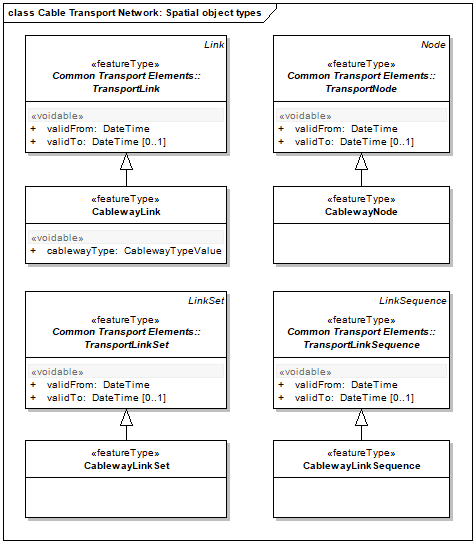 class Cable Transport Network: Spatial object types
Link
«featureType»
Common Transport Elements::
TransportLink
«voidable»
+ validFrom: DateTime
+ validTo: DateTime [0..1]
Node
«featureType»
Common Transport Elements::
TransportNode
«voidable»
+ validFrom: DateTime
+ validTo: DateTime [0..1]
«featureType»
CablewayLink
«voidable»
+ cablewayType: CablewayTypeValue
«featureType»
CablewayNode
LinkSet
«featureType»
Common Transport Elements::
TransportLinkSet
«voidable»
+ validFrom: DateTime
+ validTo: DateTime [0..1]
LinkSequence
«featureType»
Common Transport Elements::
TransportLinkSequence
«voidable»
+ validFrom: DateTime
+ validTo: DateTime [0..1]
«featureType»
CablewayLinkSet
«featureType»
CablewayLinkSequence